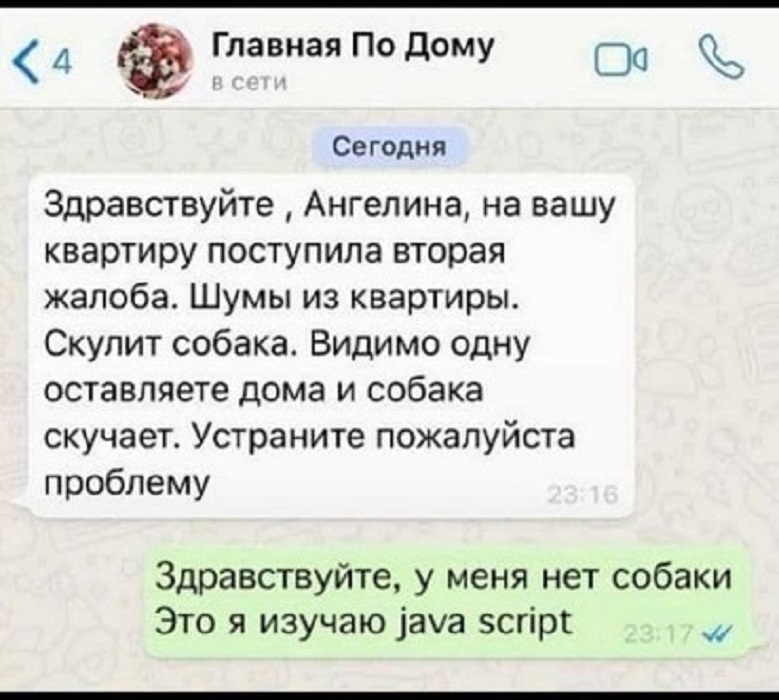 4
Главная По Дому
в сети
Сегодня
Здравствуйте , Ангелина, на вашу
квартиру поступила вторая
жалоба. Шумы из квартиры.
Скулит собака. Видимо одну
оставляете дома и собака
скучает. Устраните пожалуйста
проблему
23:16
Здравствуйте, у меня нет собаки
Это я изучаю java script
23:17